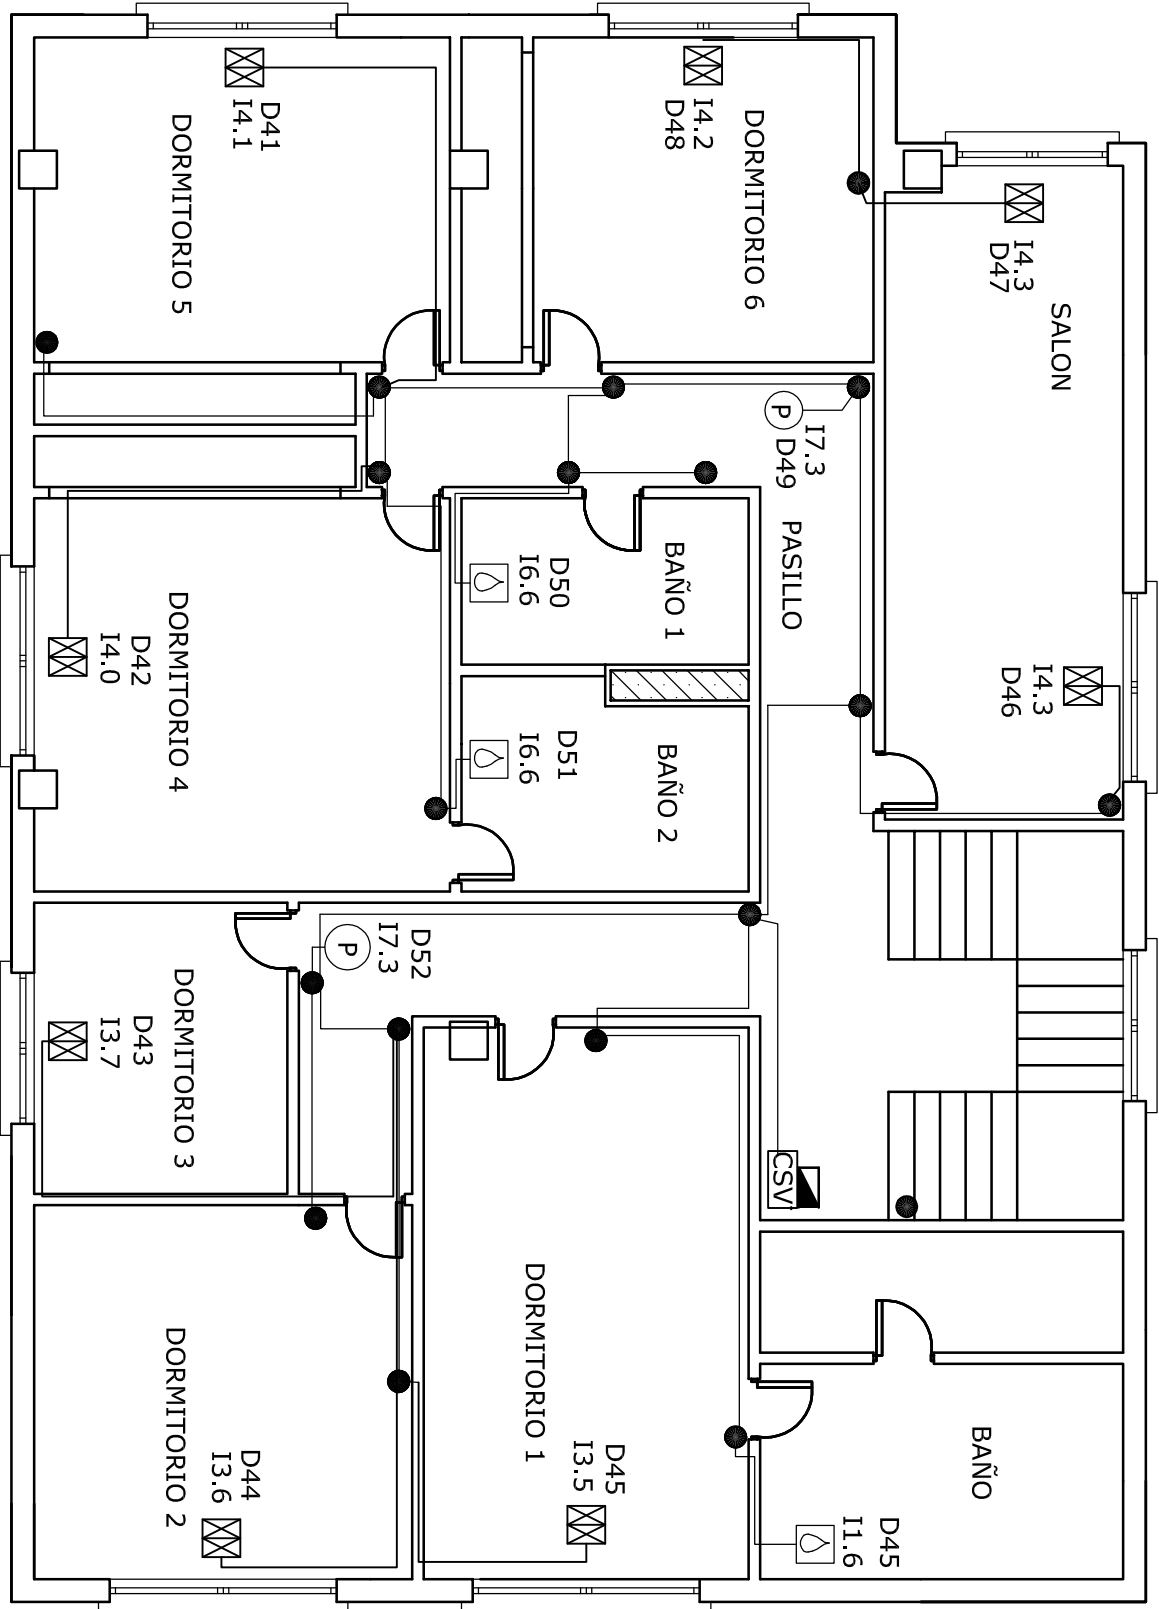 D41
I4.1
DORMITORIO 5
I4.2
D48
DORMITORIO 6
I4.3
D47
SALON
P
I7.3
D49
PASILLO
D50
I6.6
BAÑO 1
D42
I4.0
DORMITORIO 4
I4.3
D46
D51
I6.6
BAÑO 2
D52
I7.3
P
D43
I3.7
DORMITORIO 3
CSV
DORMITORIO 1
D45
I3.5
DORMITORIO 2
D44
I3.6
BAÑO
D45
I1.6